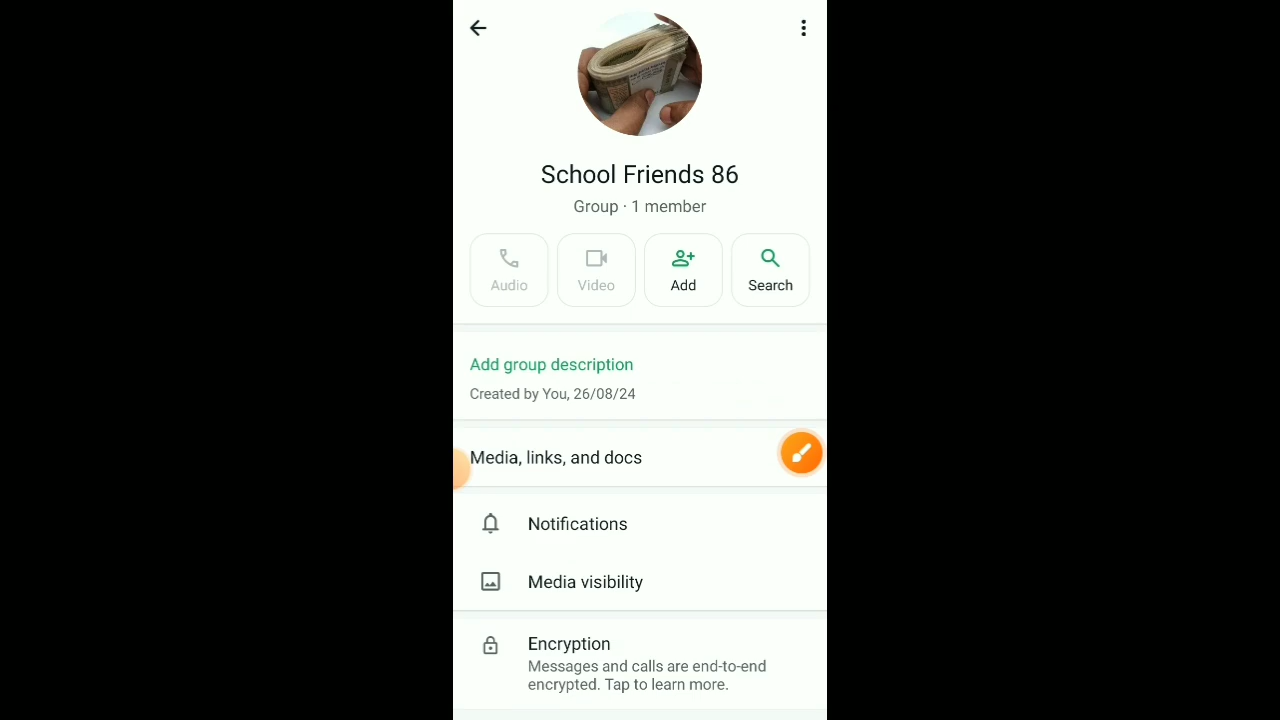 School Friends 86
Group · 1 member
Audio
Video
Add
Search
Add group description
Created by You, 26/08/24
Media, links, and docs
Notifications
Media visibility
Encryption
Messages and calls are end-to-end
encrypted. Tap to learn more.